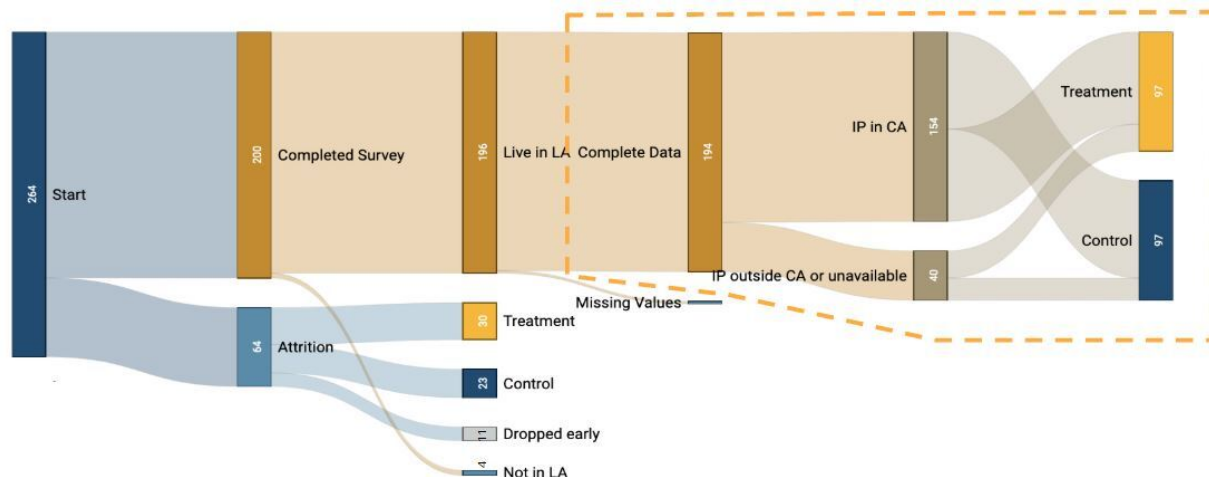 264 Start
200 Completed Survey
196 Live in LA
194 Complete Data
154 IP in CA
97 Treatment
97 Control
40 IP outside CA or unavailable
Missing Values
64 Attrition
30 Treatment
23 Control
11 Dropped early
4 Not in LA